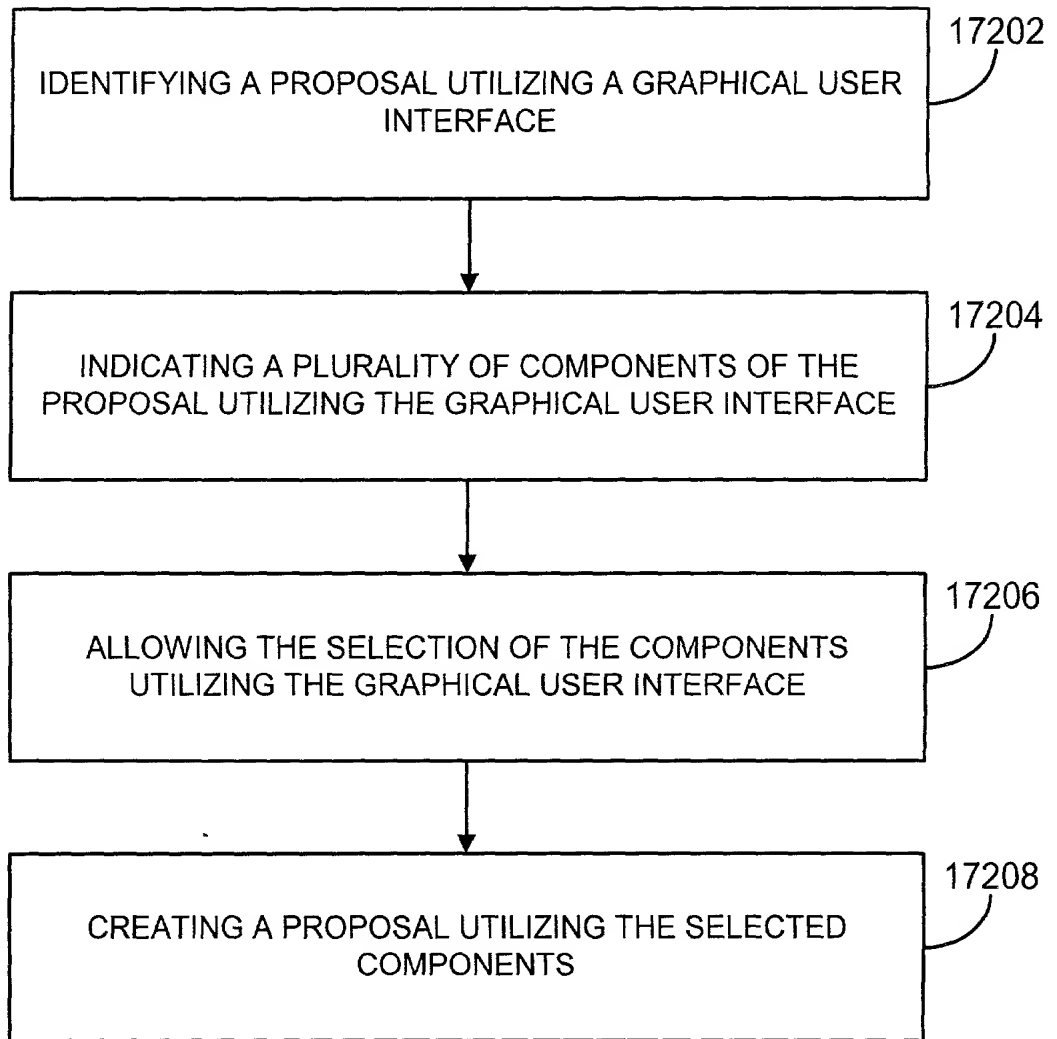 17202
IDENTIFYING A PROPOSAL UTILIZING A GRAPHICAL USER
INTERFACE
17204
INDICATING A PLURALITY OF COMPONENTS OF THE
PROPOSAL UTILIZING THE GRAPHICAL USER INTERFACE
17206
ALLOWING THE SELECTION OF THE COMPONENTS
UTILIZING THE GRAPHICAL USER INTERFACE
17208
CREATING A PROPOSAL UTILIZING THE SELECTED
COMPONENTS